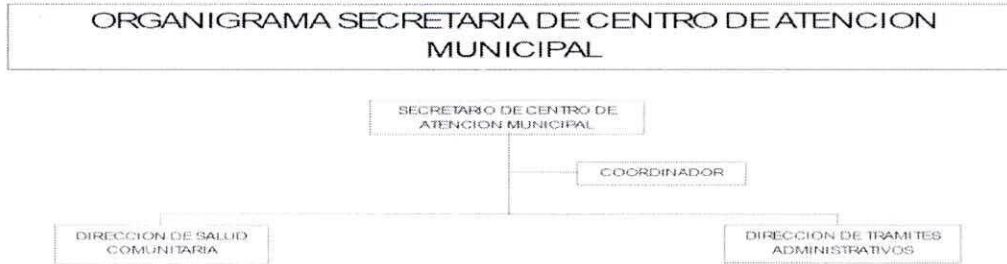 ORGANIGRAMA SECRETARIA DE CENTRO DE ATENCION
MUNICIPAL
SECRETARIO DE CENTRO DE
ATENCION MUNICIPAL
COORDINADOR
DIRECCION DE SALUD
COMUNITARIA
DIRECCION DE TRAMITES
ADMINISTRATIVOS